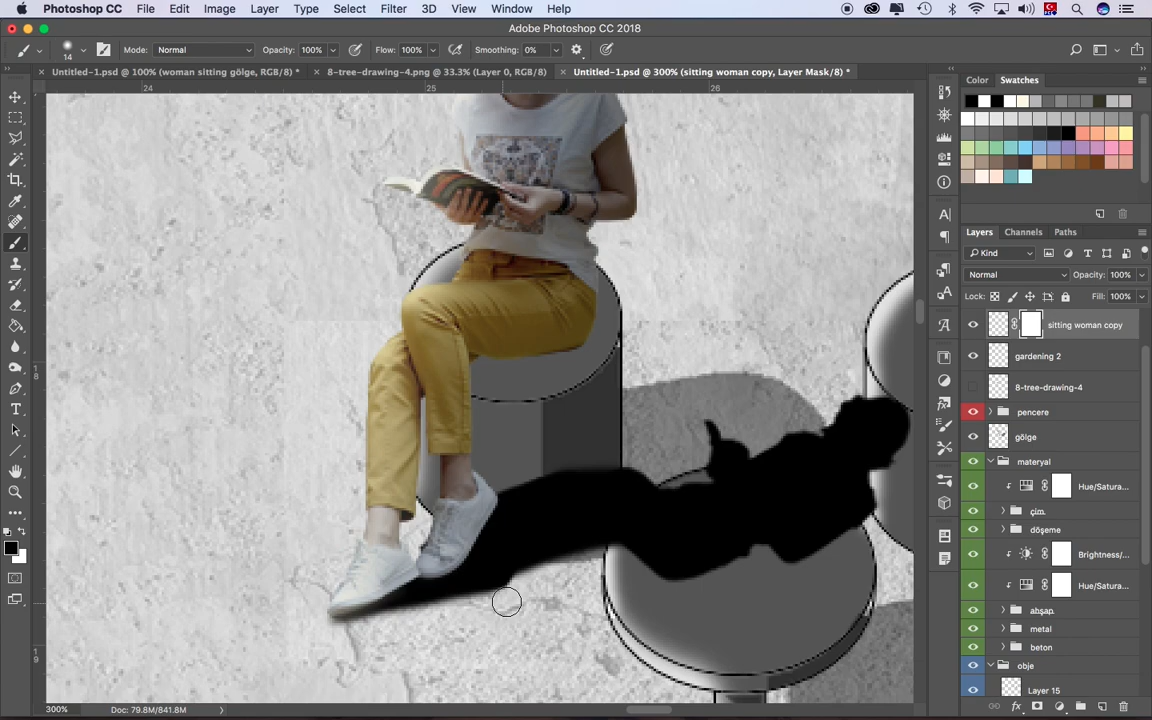 Photoshop CC File Edit Image Layer Type Select Filter 3D View Window Help
Adobe Photoshop CC 2018
14 Mode: Normal Opacity: 100% Flow: 100% Smoothing: 0%
Untitled-1.psd @ 100% (woman sitting gölge, RGB/8) *
8-tree-drawing-4.png @ 33.3% (Layer 0, RGB/8)
Untitled-1.psd @ 300% (sitting woman copy, Layer Mask/8) *
24 25 26
18
19
Color Swatches
Layers Channels Paths
Kind
Normal Opacity: 100%
Lock: Fill: 100%
sitting woman copy
gardening 2
8-tree-drawing-4
pencere
gölge
materyal
Hue/Satura...
çim
döşeme
Brightness/...
Hue/Satura...
ahşap
metal
beton
obje
Layer 15
300% Doc: 79.8M/841.8M